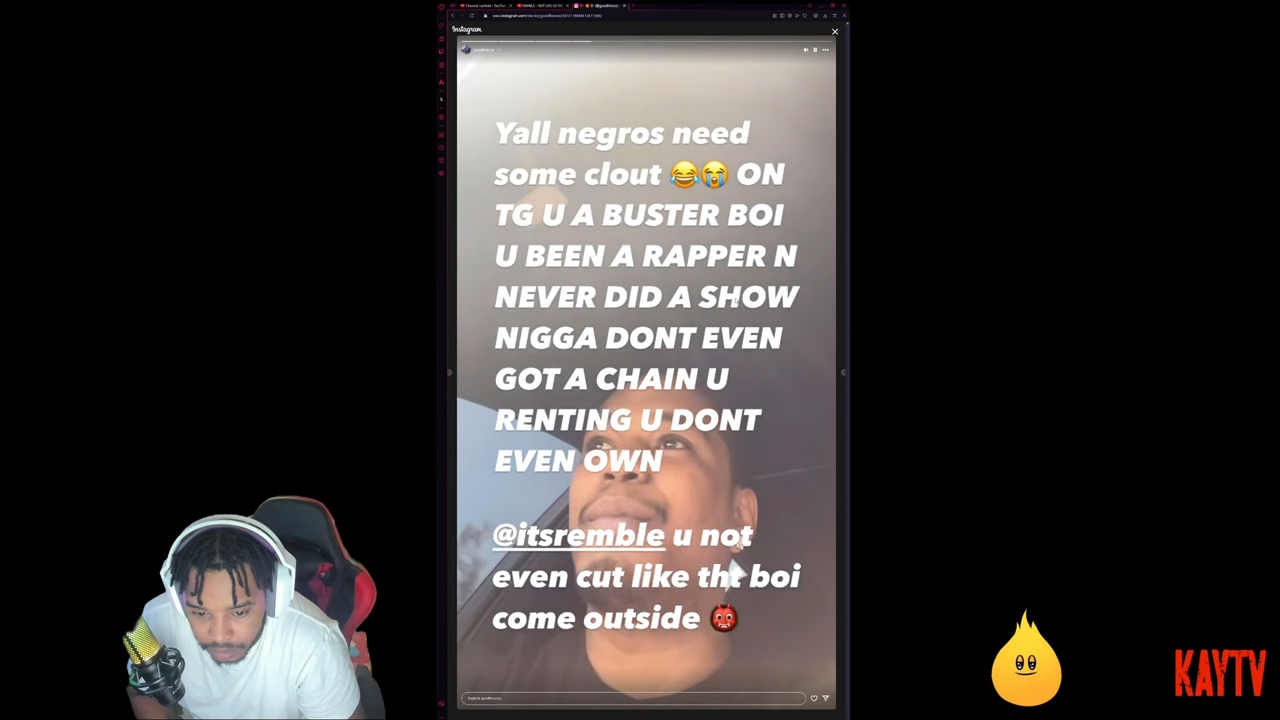 Instagram
Yall negros need
some clout 😂😭 ON
TG U A BUSTER BOI
U BEEN A RAPPER N
NEVER DID A SHOW
NIGGA DONT EVEN
GOT A CHAIN U
RENTING U DONT
EVEN OWN
@itsremble u not
even cut like tht boi
come outside 👹
KAYTV